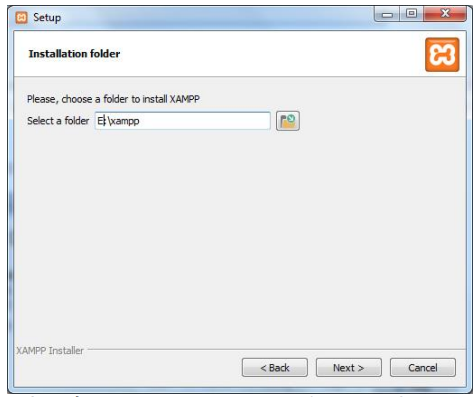 Setup
Installation folder
Please, choose a folder to install XAMPP
Select a folder E:\xampp
XAMPP Installer
< Back Next > Cancel